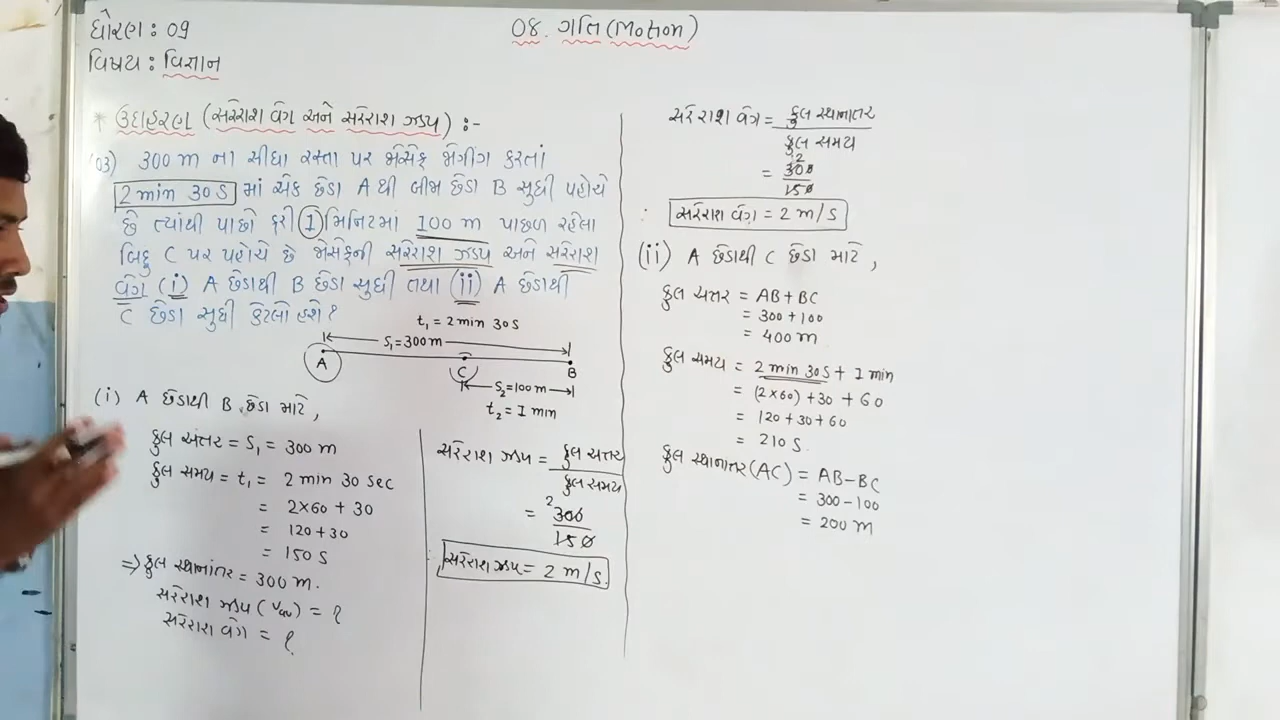 ધોરણ : 09
વિષય : વિજ્ઞાન
08. ગતિ (Motion)
* ઉદાહરણ (સરેરાશ વેગ અને સરેરાશ ઝડપ) :-
(03) 300 m ના સીધા રસ્તા પર જોસેફ જોગીંગ કરતાં
2 min 30 S માં એક છેડા A થી બીજા છેડા B સુધી પહોચે
છે ત્યાંથી પાછો ફરી 1 મિનિટમાં 100 m પાછળ રહેલા
બિંદુ C પર પહોચે છે જોસેફની સરેરાશ ઝડપ અને સરેરાશ
વેગ (i) A છેડાથી B છેડા સુધી તથા (ii) A છેડાથી
C છેડા સુધી કેટલો હશે?
t₁ = 2 min 30 S
S₁ = 300 m
A C B
S₂ = 100 m
t₂ = 1 min
(i) A છેડાથી B છેડા માટે,
કુલ અંતર = S₁ = 300 m
કુલ સમય = t₁ = 2 min 30 sec
= 2×60 + 30
= 120 + 30
= 150 S
⇒ કુલ સ્થાનાંતર = 300 m.
સરેરાશ ઝડપ (Vav) = ?
સરેરાશ વેગ = ?
સરેરાશ ઝડપ = કુલ અંતર
કુલ સમય
= 2 300
150
∴ સરેરાશ ઝડપ = 2 m/s.
સરેરાશ વેગ = કુલ સ્થાનાતર
કુલ સમય
= 2 300
150
∴ સરેરાશ વેગ = 2 m/s
(ii) A છેડાથી C છેડા માટે,
કુલ અંતર = AB + BC
= 300 + 100
= 400 m
કુલ સમય = 2 min 30 S + 1 min
= (2×60) + 30 + 60
= 120 + 30 + 60
= 210 S.
કુલ સ્થાનાતર (AC) = AB - BC
= 300 - 100
= 200 m